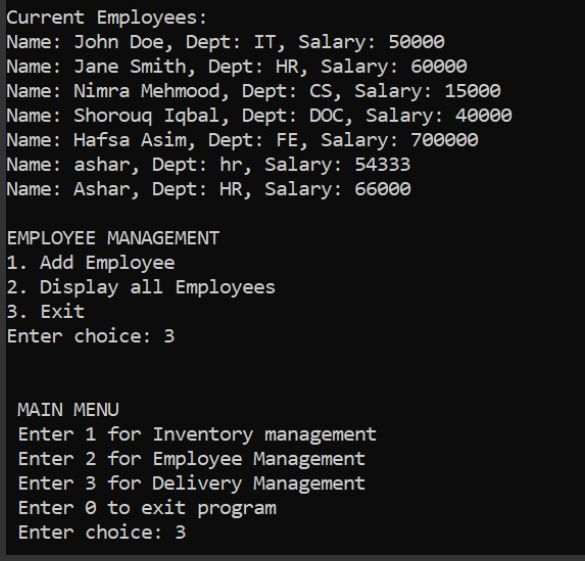 Current Employees:
Name: John Doe, Dept: IT, Salary: 50000
Name: Jane Smith, Dept: HR, Salary: 60000
Name: Nimra Mehmood, Dept: CS, Salary: 15000
Name: Shorouq Iqbal, Dept: DOC, Salary: 40000
Name: Hafsa Asim, Dept: FE, Salary: 700000
Name: ashar, Dept: hr, Salary: 54333
Name: Ashar, Dept: HR, Salary: 66000
EMPLOYEE MANAGEMENT
1. Add Employee
2. Display all Employees
3. Exit
Enter choice: 3
MAIN MENU
Enter 1 for Inventory management
Enter 2 for Employee Management
Enter 3 for Delivery Management
Enter 0 to exit program
Enter choice: 3